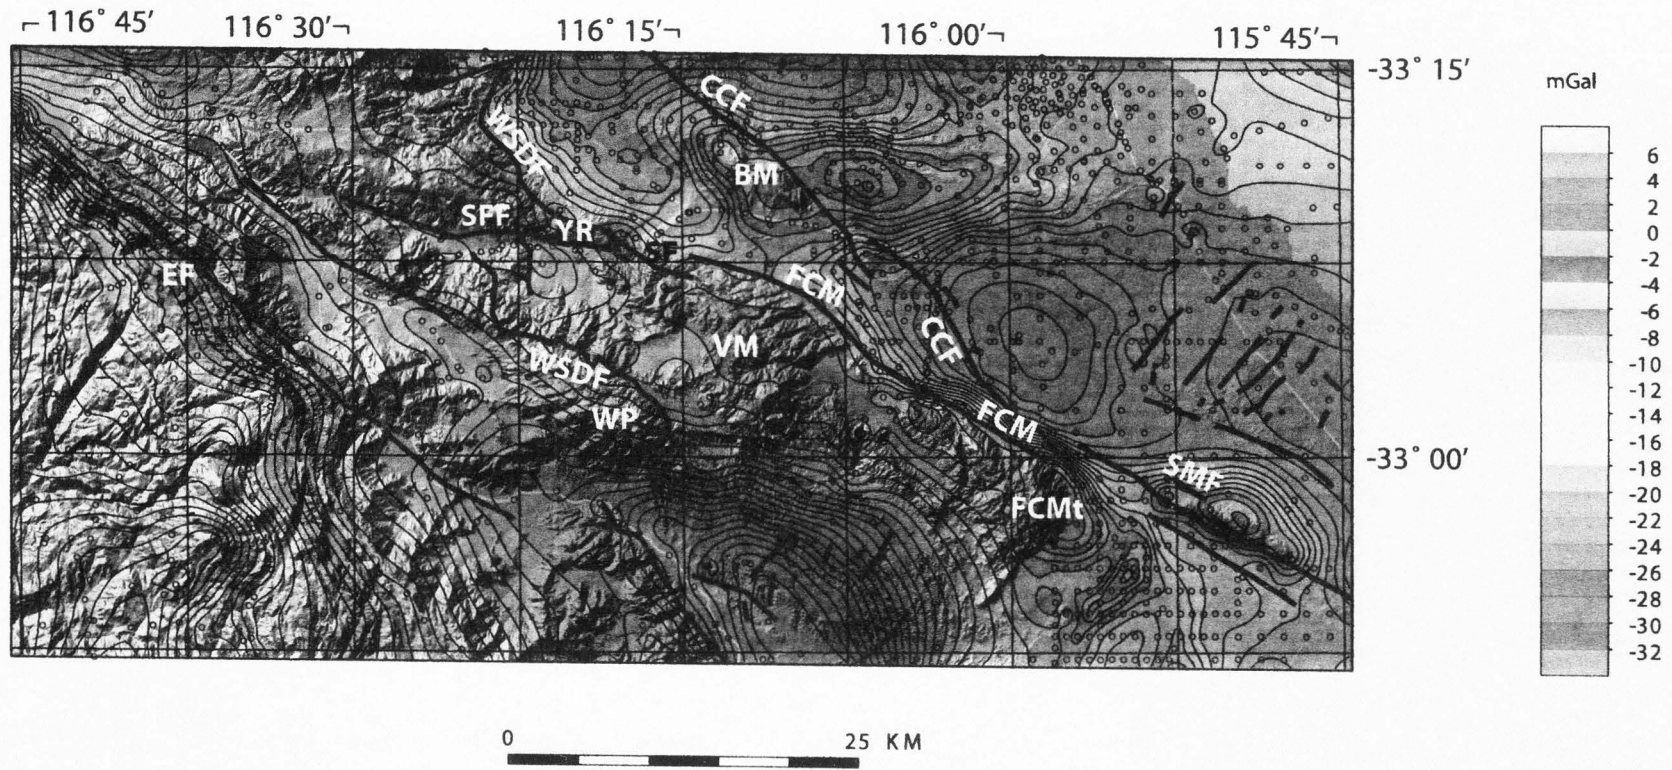 116° 45′ 116° 30′ 116° 15′ 116° 00′ 115° 45′
33° 15′
mGal
CCF
WSDF
BM
SPF
YR
SF
EF
FCM
CCF
VM
WSDF
WP
FCM
33° 00′
SMF
FCMt
6
4
2
0
-2
-4
-6
-8
-10
-12
-14
-16
-18
-20
-22
-24
-26
-28
-30
-32
0 25 KM